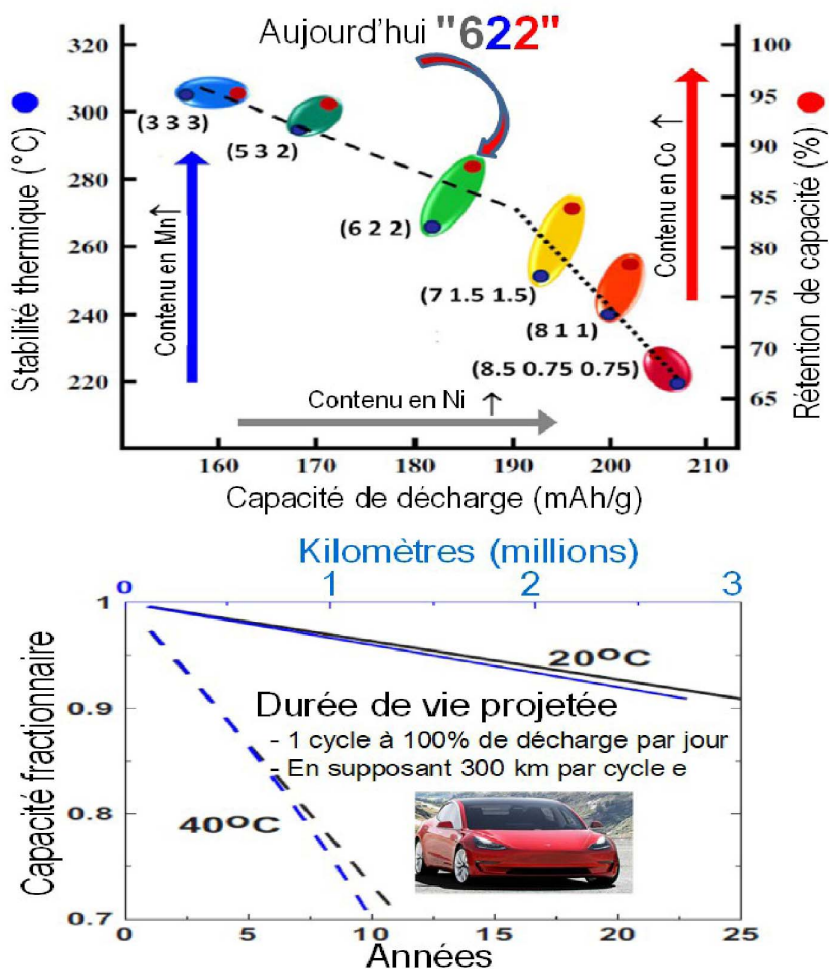 Aujourd'hui "622"
320
300
280
260
240
220
Stabilité thermique (°C)
100
95
90
85
80
75
70
65
Rétention de capacité (%)
(3 3 3)
(5 3 2)
(6 2 2)
(7 1.5 1.5)
(8 1 1)
(8.5 0.75 0.75)
Contenu en Mn↑
Contenu en Co ↑
Contenu en Ni ↑
160 170 180 190 200 210
Capacité de décharge (mAh/g)
Kilomètres (millions)
0 1 2 3
1
0.9
0.8
0.7
Capacité fractionnaire
20°C
Durée de vie projetée
- 1 cycle à 100% de décharge par jour
- En supposant 300 km par cycle e
40°C
0 5 10 15 20 25
Années